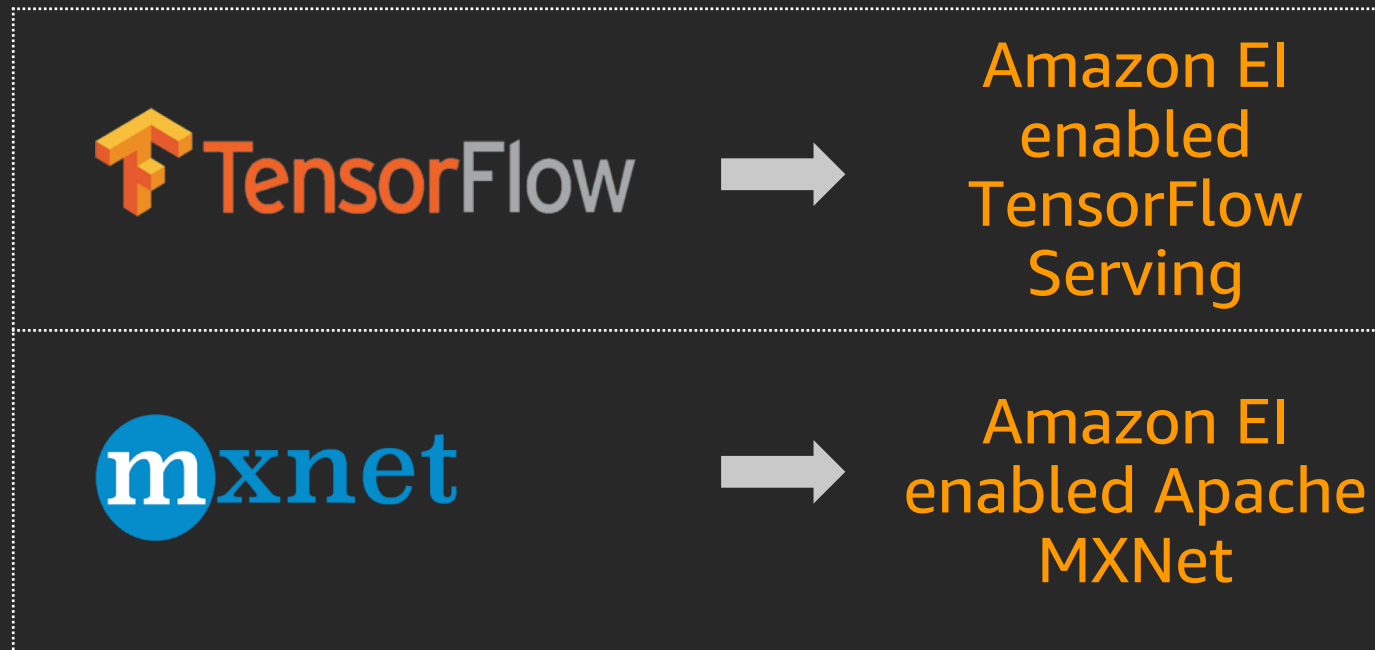 TensorFlow
Amazon EI
enabled
TensorFlow
Serving
mxnet
Amazon EI
enabled Apache
MXNet